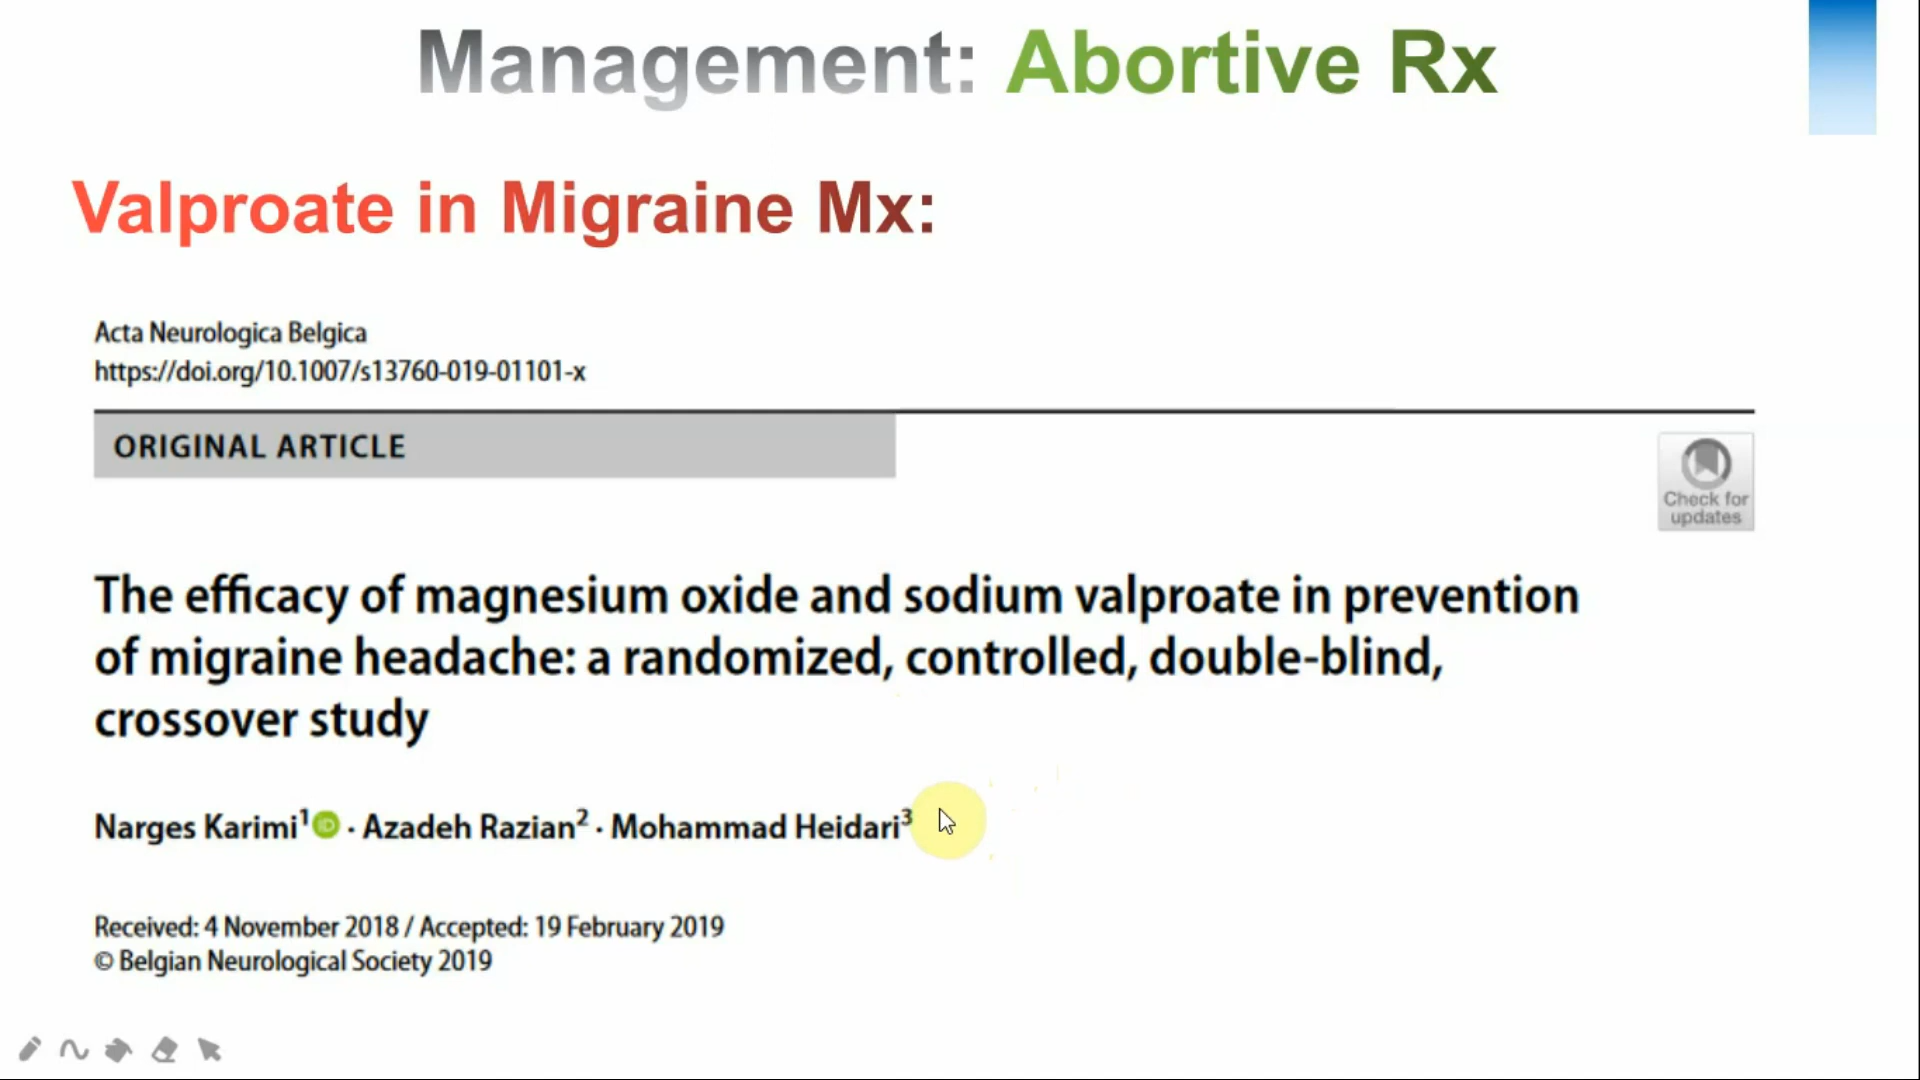 Management: Abortive Rx
Valproate in Migraine Mx:
Acta Neurologica Belgica
https://doi.org/10.1007/s13760-019-01101-x
ORIGINAL ARTICLE
Check for
updates
The efficacy of magnesium oxide and sodium valproate in prevention
of migraine headache: a randomized, controlled, double-blind,
crossover study
Narges Karimi¹ iD · Azadeh Razian² · Mohammad Heidari³
Received: 4 November 2018 / Accepted: 19 February 2019
© Belgian Neurological Society 2019